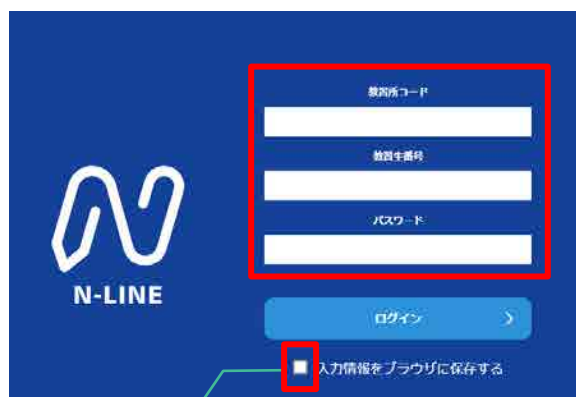 教習所コード
教習生番号
パスワード
N-LINE
ログイン
入力情報をブラウザに保存する